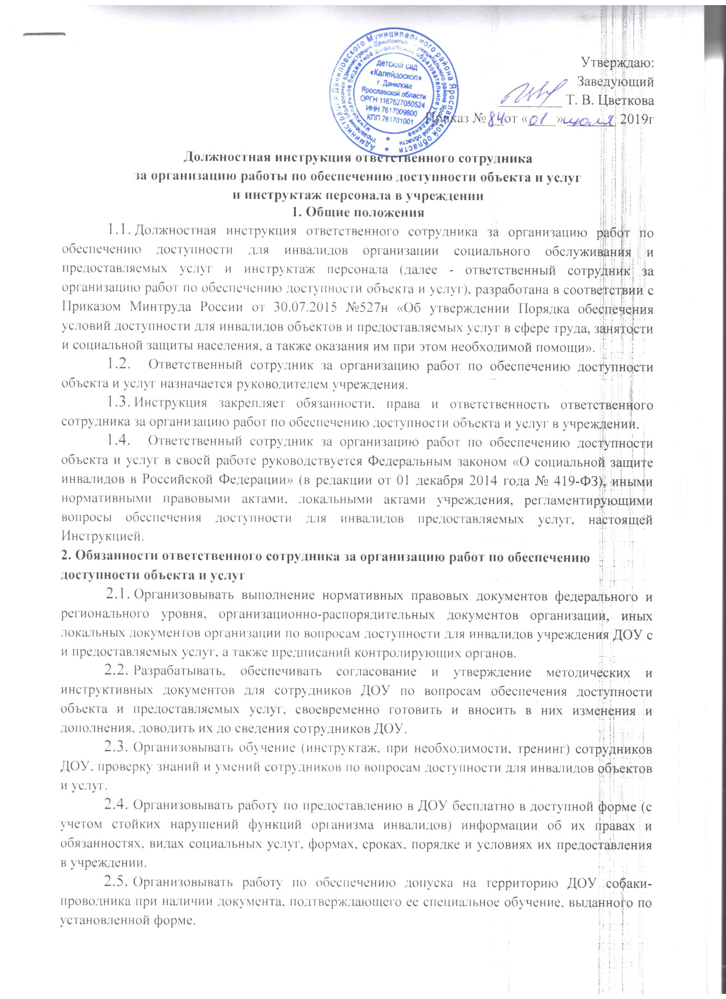 Администрация Даниловского Муниципального района Ярославской области
Управление образования администрации Даниловского муниципального района Ярославской области
муниципальное бюджетное дошкольное образовательное учреждение
детский сад
«Калейдоскоп»
г. Данилова
Ярославской области
ОГРН 1167627050524
ИНН 7617009800
КПП 761701001
Утверждаю:
Заведующий
Т. В. Цветкова
Приказ № 84 от «01» июля 2019г
Должностная инструкция ответственного сотрудника
за организацию работы по обеспечению доступности объекта и услуг
и инструктаж персонала в учреждении
1. Общие положения
1.1. Должностная инструкция ответственного сотрудника за организацию работ по
обеспечению доступности для инвалидов организации социального обслуживания и
предоставляемых услуг и инструктаж персонала (далее - ответственный сотрудник за
организацию работ по обеспечению доступности объекта и услуг), разработана в соответствии с
Приказом Минтруда России от 30.07.2015 №527н «Об утверждении Порядка обеспечения
условий доступности для инвалидов объектов и предоставляемых услуг в сфере труда, занятости
и социальной защиты населения, а также оказания им при этом необходимой помощи».
1.2. Ответственный сотрудник за организацию работ по обеспечению доступности
объекта и услуг назначается руководителем учреждения.
1.3. Инструкция закрепляет обязанности, права и ответственность ответственного
сотрудника за организацию работ по обеспечению доступности объекта и услуг в учреждении.
1.4. Ответственный сотрудник за организацию работ по обеспечению доступности
объекта и услуг в своей работе руководствуется Федеральным законом «О социальной защите
инвалидов в Российской Федерации» (в редакции от 01 декабря 2014 года № 419-ФЗ), иными
нормативными правовыми актами, локальными актами учреждения, регламентирующими
вопросы обеспечения доступности для инвалидов предоставляемых услуг, настоящей
Инструкцией.
2. Обязанности ответственного сотрудника за организацию работ по обеспечению
доступности объекта и услуг
2.1. Организовывать выполнение нормативных правовых документов федерального и
регионального уровня, организационно-распорядительных документов организации, иных
локальных документов организации по вопросам доступности для инвалидов учреждения ДОУ с
и предоставляемых услуг, а также предписаний контролирующих органов.
2.2. Разрабатывать, обеспечивать согласование и утверждение методических и
инструктивных документов для сотрудников ДОУ по вопросам обеспечения доступности
объекта и предоставляемых услуг, своевременно готовить и вносить в них изменения и
дополнения, доводить их до сведения сотрудников ДОУ.
2.3. Организовывать обучение (инструктаж, при необходимости, тренинг) сотрудников
ДОУ, проверку знаний и умений сотрудников по вопросам доступности для инвалидов объектов
и услуг.
2.4. Организовывать работу по предоставлению в ДОУ бесплатно в доступной форме (с
учетом стойких нарушений функций организма инвалидов) информации об их правах и
обязанностях, видах социальных услуг, формах, сроках, порядке и условиях их предоставления
в учреждении.
2.5. Организовывать работу по обеспечению допуска на территорию ДОУ собаки-
проводника при наличии документа, подтверждающего ее специальное обучение, выданного по
установленной форме.